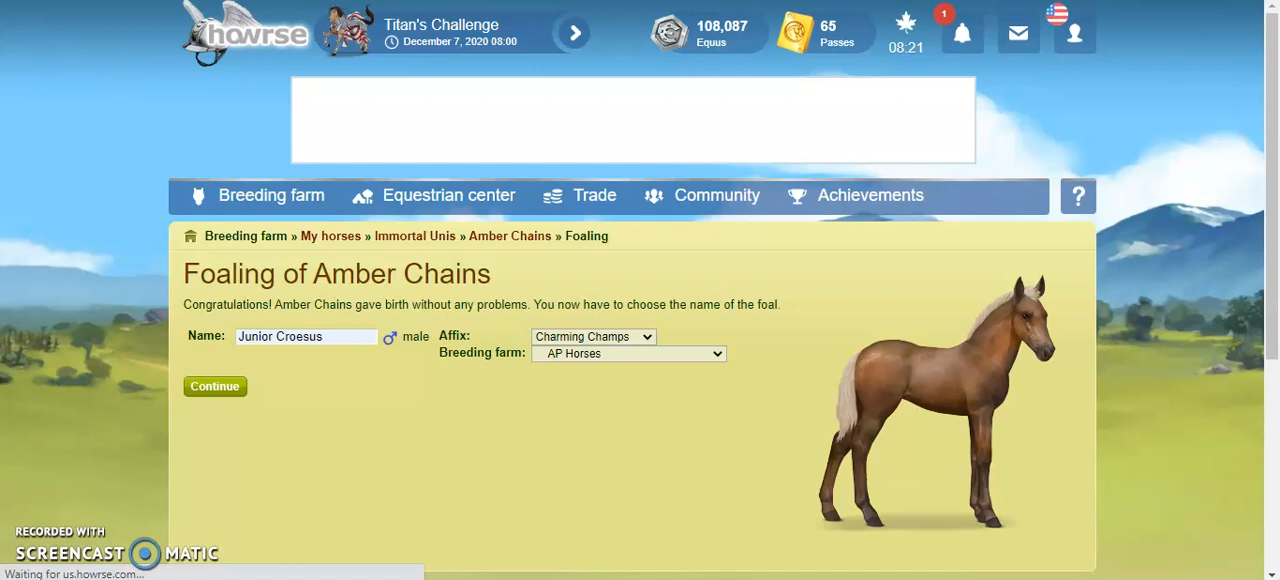 howrse
Titan's Challenge
December 7, 2020 08:00
108,087
Equus
65
Passes
08:21
1
Breeding farm
Equestrian center
Trade
Community
Achievements
?
Breeding farm » My horses » Immortal Unis » Amber Chains » Foaling
Foaling of Amber Chains
Congratulations! Amber Chains gave birth without any problems. You now have to choose the name of the foal.
Name: Junior Croesus male Affix: Charming Champs
Breeding farm: AP Horses
Continue
RECORDED WITH
SCREENCAST MATIC
Waiting for us.howrse.com...